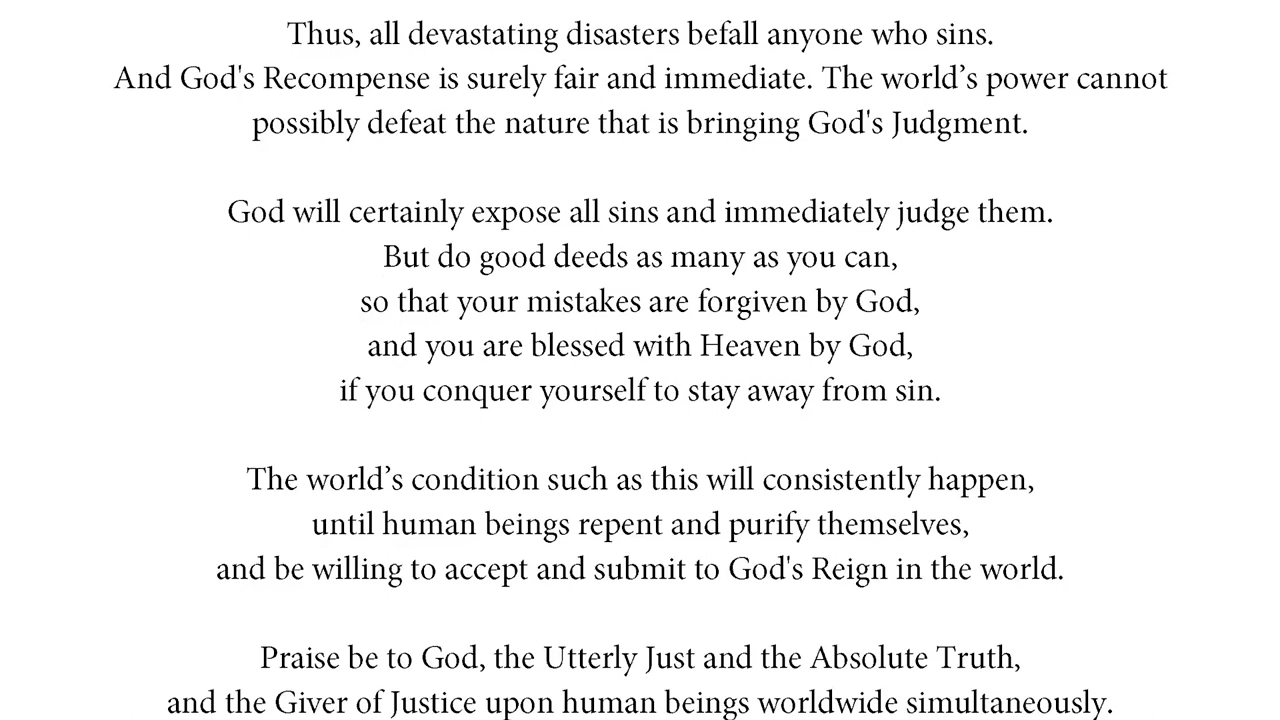 Thus, all devastating disasters befall anyone who sins.
And God's Recompense is surely fair and immediate. The world’s power cannot
possibly defeat the nature that is bringing God's Judgment.
God will certainly expose all sins and immediately judge them.
But do good deeds as many as you can,
so that your mistakes are forgiven by God,
and you are blessed with Heaven by God,
if you conquer yourself to stay away from sin.
The world’s condition such as this will consistently happen,
until human beings repent and purify themselves,
and be willing to accept and submit to God's Reign in the world.
Praise be to God, the Utterly Just and the Absolute Truth,
and the Giver of Justice upon human beings worldwide simultaneously.